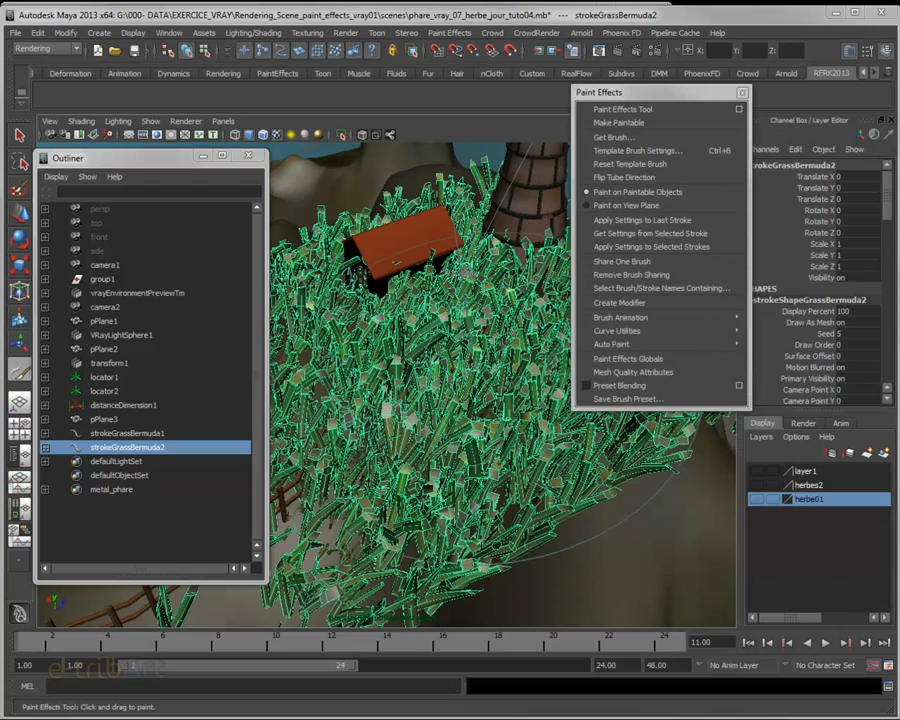 Autodesk Maya 2013 x64: G:\000- DATA\EXERCICE_VRAY\Rendering_Scene_paint_effects_vray01\scenes\phare_vray_07_herbe_jour_tuto04.mb* --- strokeGrassBermuda2
File Edit Modify Create Display Window Assets Lighting/Shading Texturing Render Toon Stereo Paint Effects Crowd CrowdRender Arnold Phoenix FD Pipeline Cache Help
Rendering X: Y: Z:
Deformation Animation Dynamics Rendering PaintEffects Toon Muscle Fluids Fur Hair nCloth Custom RealFlow Subdivs DMM PhoenixFD Crowd Arnold RFRK2013
View Shading Lighting Show Renderer Panels
Outliner
Display Show Help
persp
top
front
side
camera1
group1
vrayEnvironmentPreviewTm
camera2
pPlane1
VRayLightSphere1
pPlane2
transform1
locator1
locator2
distanceDimension1
pPlane3
strokeGrassBermuda1
strokeGrassBermuda2
defaultLightSet
defaultObjectSet
metal_phare
Paint Effects
Paint Effects Tool
Make Paintable
Get Brush...
Template Brush Settings... Ctrl+B
Reset Template Brush
Flip Tube Direction
Paint on Paintable Objects
Paint on View Plane
Apply Settings to Last Stroke
Get Settings from Selected Stroke
Apply Settings to Selected Strokes
Share One Brush
Remove Brush Sharing
Select Brush/Stroke Names Containing...
Create Modifier
Brush Animation
Curve Utilities
Auto Paint
Paint Effects Globals
Mesh Quality Attributes
Preset Blending
Save Brush Preset...
Channel Box / Layer Editor
Edit Object Show
strokeGrassBermuda2
Translate X 0
Translate Y 0
Translate Z 0
Rotate X 0
Rotate Y 0
Rotate Z 0
Scale X 1
Scale Y 1
Scale Z 1
Visibility on
strokeShapeGrassBermuda2
Display Percent 100
Draw As Mesh on
Seed 5
Draw Order 0
Surface Offset 0
Motion Blurred on
Primary Visibility on
Camera Point X 0
Camera Point Y 0
Display Render Anim
Layers Options Help
layer1
herbes2
herbe01
2 4 6 8 10 12 14 16 18 20 22 24 11.00
1.00 1.00 1 24 24.00 48.00 No Anim Layer No Character Set
MEL
Paint Effects Tool: Click and drag to paint.